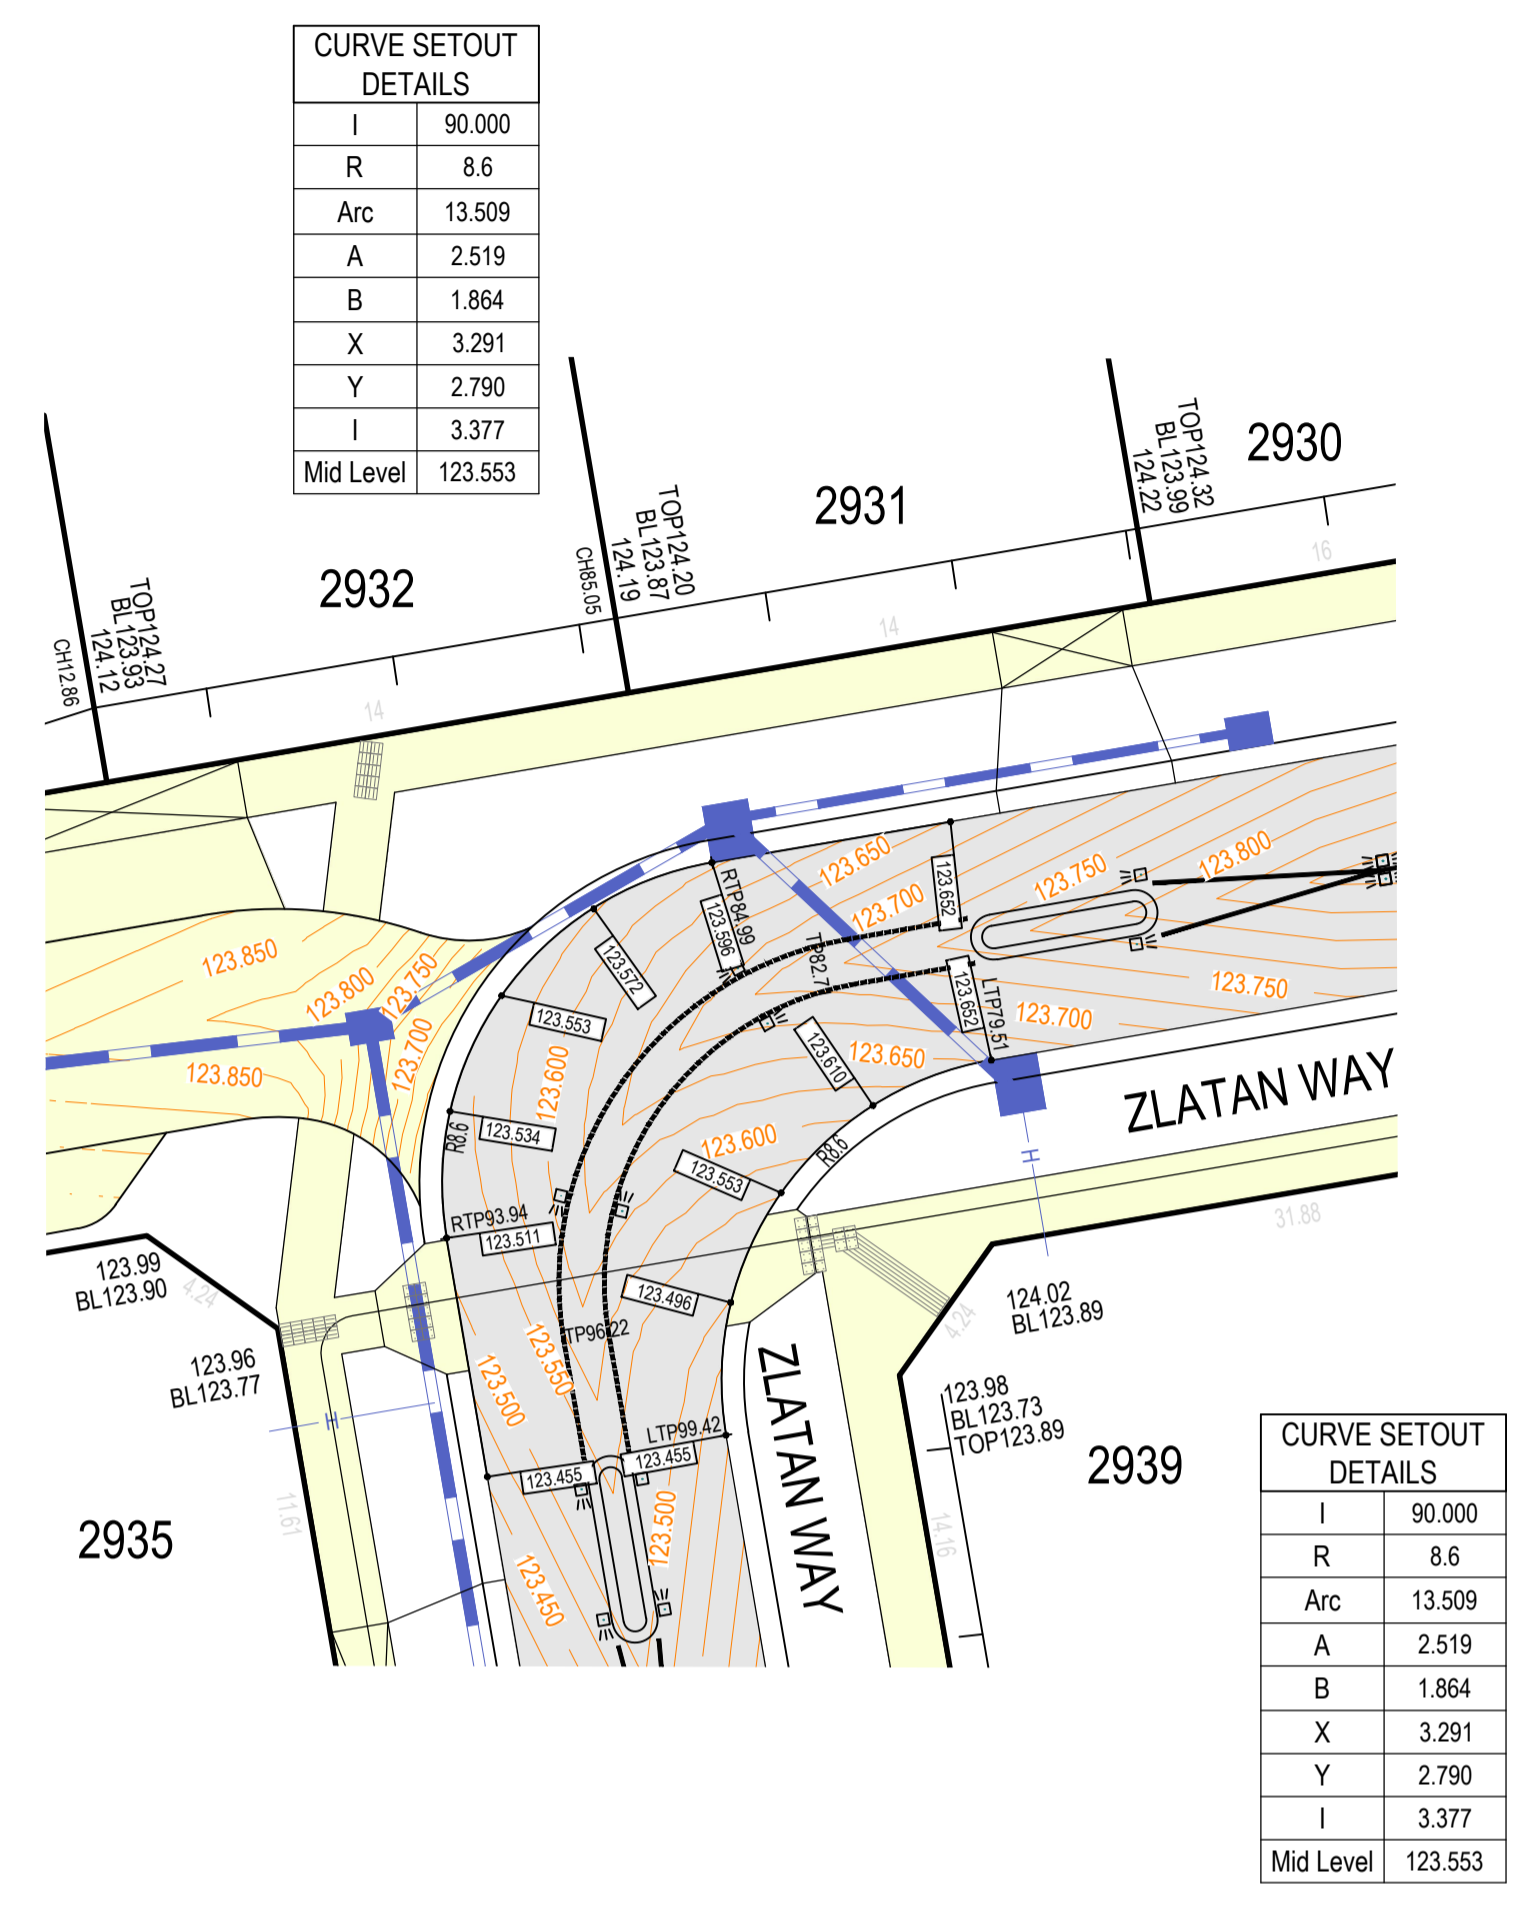 CURVE SETOUT
DETAILS
I 90.000
R 8.6
Arc 13.509
A 2.519
B 1.864
X 3.291
Y 2.790
I 3.377
Mid Level 123.553
2930
TOP124.32
BL123.99
124.22
2931
TOP124.20
BL123.87
124.19
CH85.05
16
2932
TOP124.27
BL123.93
124.12
CH12.86
14
14
123.650
123.800
123.750
123.700
123.652
RTP84.99
123.596
TP82.7
123.572
123.850
123.800
123.750
123.700
123.553
123.652
LTP79.51
123.750
123.700
123.850
123.600
123.610
123.650
ZLATAN WAY
R8.6
123.534
123.600
R8.6
123.553
H
31.88
RTP93.94
123.511
123.99
BL123.90
4.24
123.496
124.02
BL123.89
4.24
TP96.22
123.550
123.96
BL123.77
123.500
H
123.98
BL123.73
TOP123.89
LTP99.42
123.455
123.455
ZLATAN WAY
2939
11.61
2935
123.500
14.16
123.450
CURVE SETOUT
DETAILS
I 90.000
R 8.6
Arc 13.509
A 2.519
B 1.864
X 3.291
Y 2.790
I 3.377
Mid Level 123.553